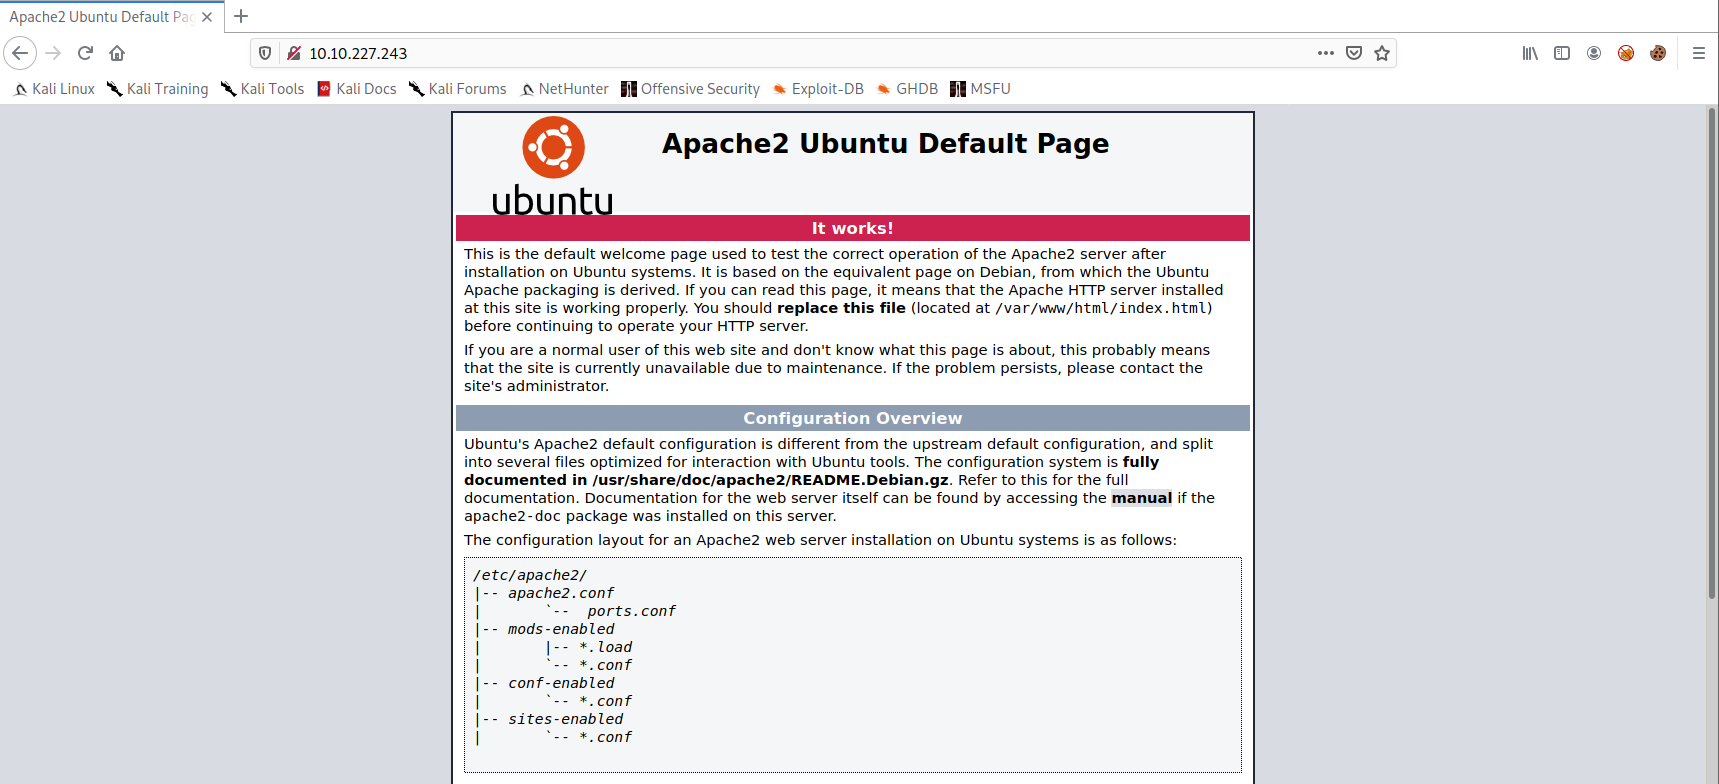 Apache2 Ubuntu Default Pag
10.10.227.243
Kali Linux Kali Training Kali Tools Kali Docs Kali Forums NetHunter Offensive Security Exploit-DB GHDB MSFU
ubuntu
Apache2 Ubuntu Default Page
It works!
This is the default welcome page used to test the correct operation of the Apache2 server after
installation on Ubuntu systems. It is based on the equivalent page on Debian, from which the Ubuntu
Apache packaging is derived. If you can read this page, it means that the Apache HTTP server installed
at this site is working properly. You should replace this file (located at /var/www/html/index.html)
before continuing to operate your HTTP server.
If you are a normal user of this web site and don't know what this page is about, this probably means
that the site is currently unavailable due to maintenance. If the problem persists, please contact the
site's administrator.
Configuration Overview
Ubuntu's Apache2 default configuration is different from the upstream default configuration, and split
into several files optimized for interaction with Ubuntu tools. The configuration system is fully
documented in /usr/share/doc/apache2/README.Debian.gz. Refer to this for the full
documentation. Documentation for the web server itself can be found by accessing the manual if the
apache2-doc package was installed on this server.
The configuration layout for an Apache2 web server installation on Ubuntu systems is as follows:
/etc/apache2/
|-- apache2.conf
|       `--  ports.conf
|-- mods-enabled
|       |-- *.load
|       `-- *.conf
|-- conf-enabled
|       `-- *.conf
|-- sites-enabled
|       `-- *.conf